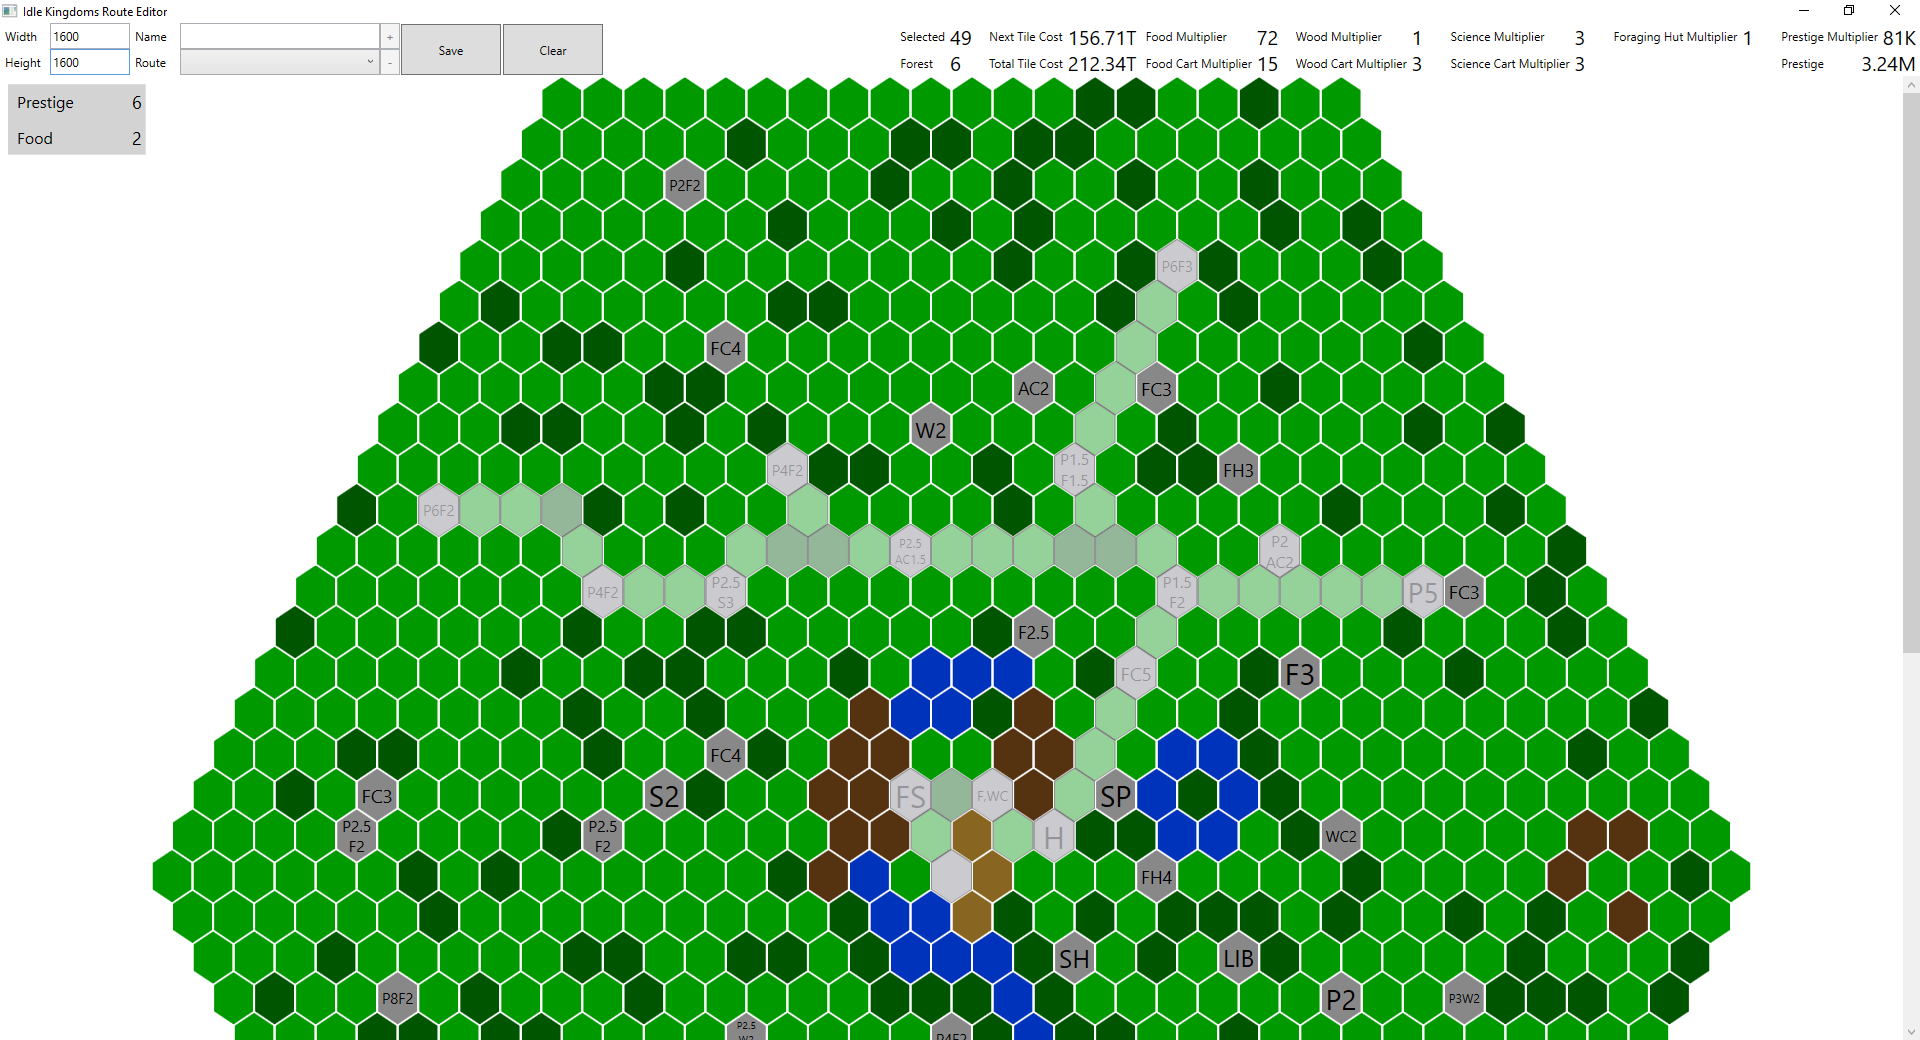 Idle Kingdoms Route Editor
Width 1600 Name + Save Clear Selected 49 Next Tile Cost 156.71T Food Multiplier 72 Wood Multiplier 1 Science Multiplier 3 Foraging Hut Multiplier 1 Prestige Multiplier 81K
Height 1600 Route - Forest 6 Total Tile Cost 212.34T Food Cart Multiplier 15 Wood Cart Multiplier 3 Science Cart Multiplier 3 Prestige 3.24M
Prestige 6
Food 2
P2F2
P6F3
FC4
AC2 FC3
W2
P4F2 P1.5 F1.5 FH3
P6F2
P2.5 AC1.5 P2 AC2
P4F2 P2.5 S3 P1.5 F2 P5 FC3
F2.5
FC5 F3
FC4
FC3 S2 FS F,WC SP
P2.5 F2 P2.5 F2 H WC2
FH4
SH LIB
P8F2 P2 P3W2
P2.5 W2 P4F2